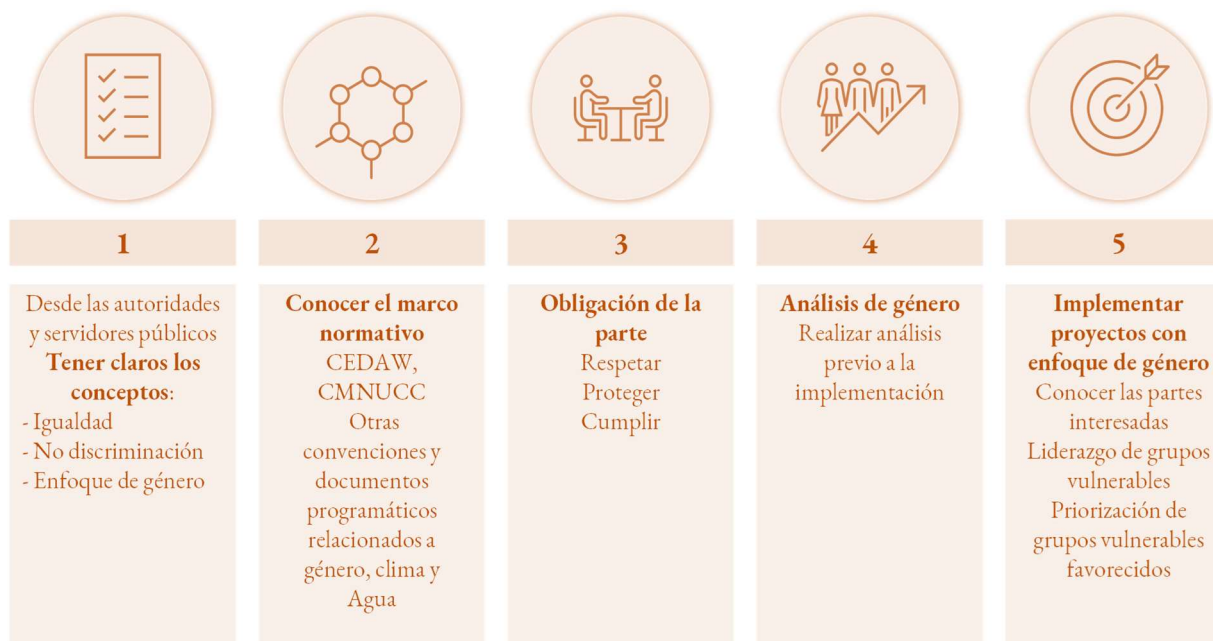 1
Desde las autoridades
y servidores públicos
Tener claros los
conceptos:
- Igualdad
- No discriminación
- Enfoque de género
2
Conocer el marco
normativo
CEDAW,
CMNUCC
Otras
convenciones y
documentos
programáticos
relacionados a
género, clima y
Agua
3
Obligación de la
parte
Respetar
Proteger
Cumplir
4
Análisis de género
Realizar análisis
previo a la
implementación
5
Implementar
proyectos con
enfoque de género
Conocer las partes
interesadas
Liderazgo de grupos
vulnerables
Priorización de
grupos vulnerables
favorecidos